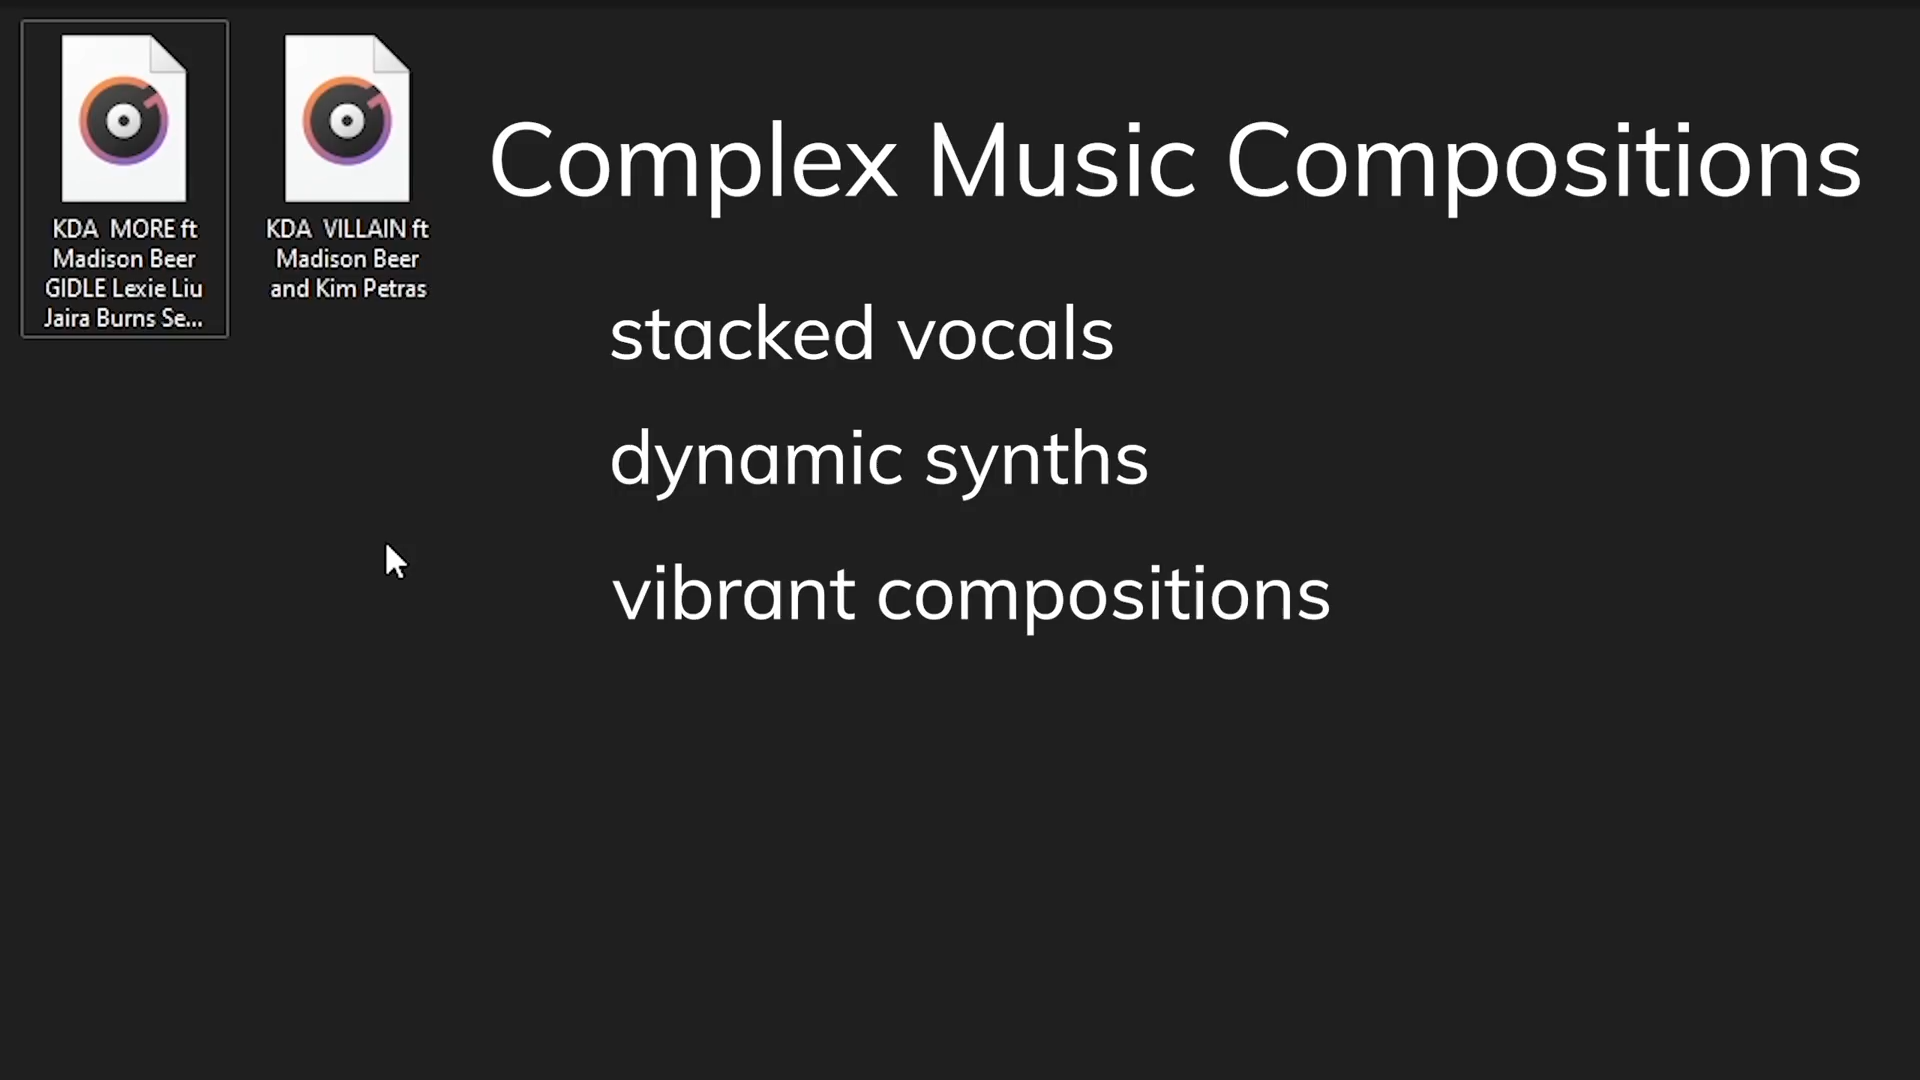 KDA MORE ft
Madison Beer
GIDLE Lexie Liu
Jaira Burns Se...
KDA VILLAIN ft
Madison Beer
and Kim Petras
Complex Music Compositions
stacked vocals
dynamic synths
vibrant compositions